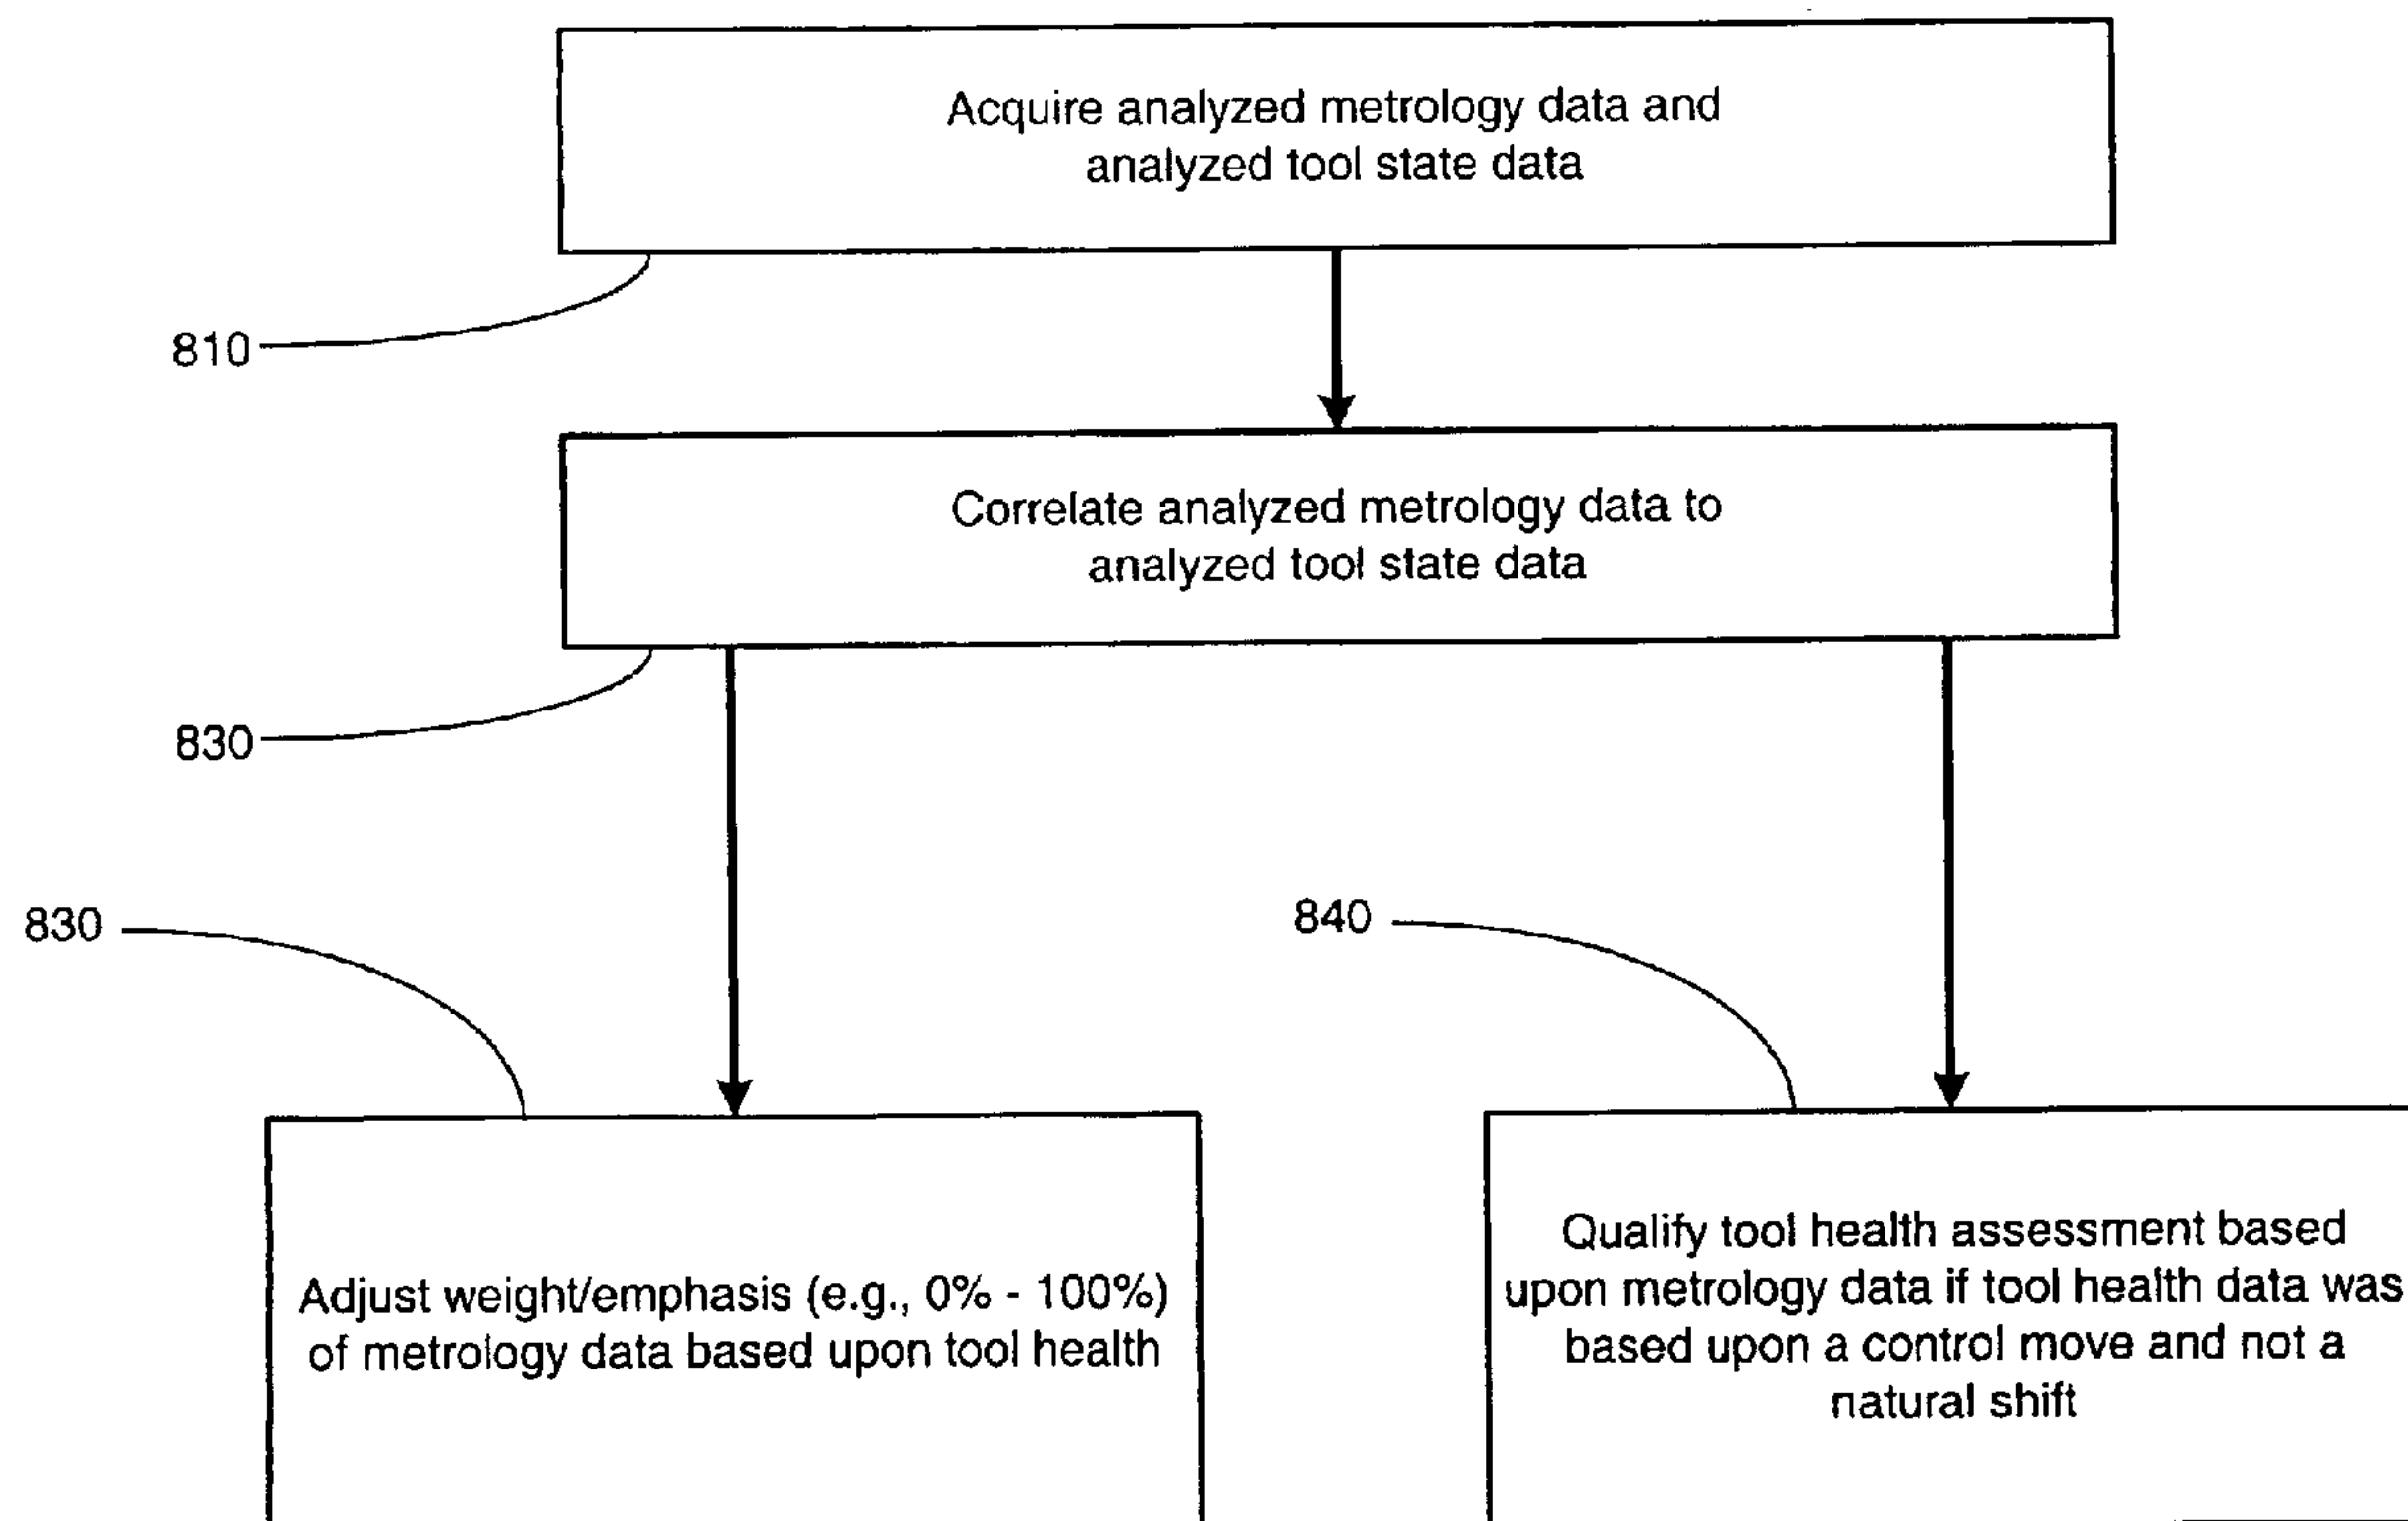 Acquire analyzed metrology data and
analyzed tool state data
810
Correlate analyzed metrology data to
analyzed tool state data
830
830
840
Adjust weight/emphasis (e.g., 0% - 100%)
of metrology data based upon tool health
Qualify tool health assessment based
upon metrology data if tool health data was
based upon a control move and not a
natural shift